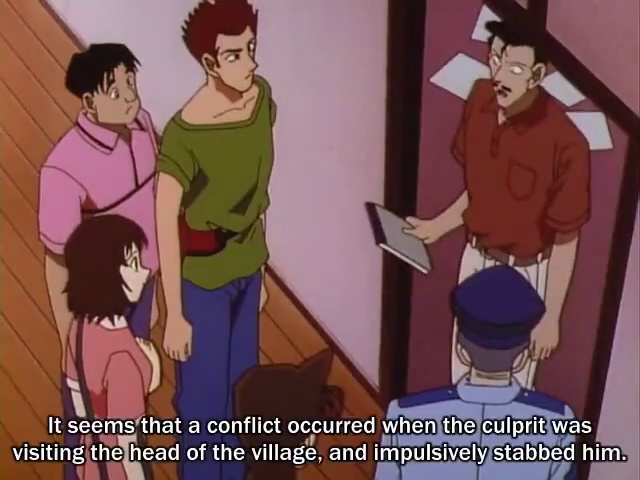 It seems that a conflict occurred when the culprit was
visiting the head of the village, and impulsively stabbed him.